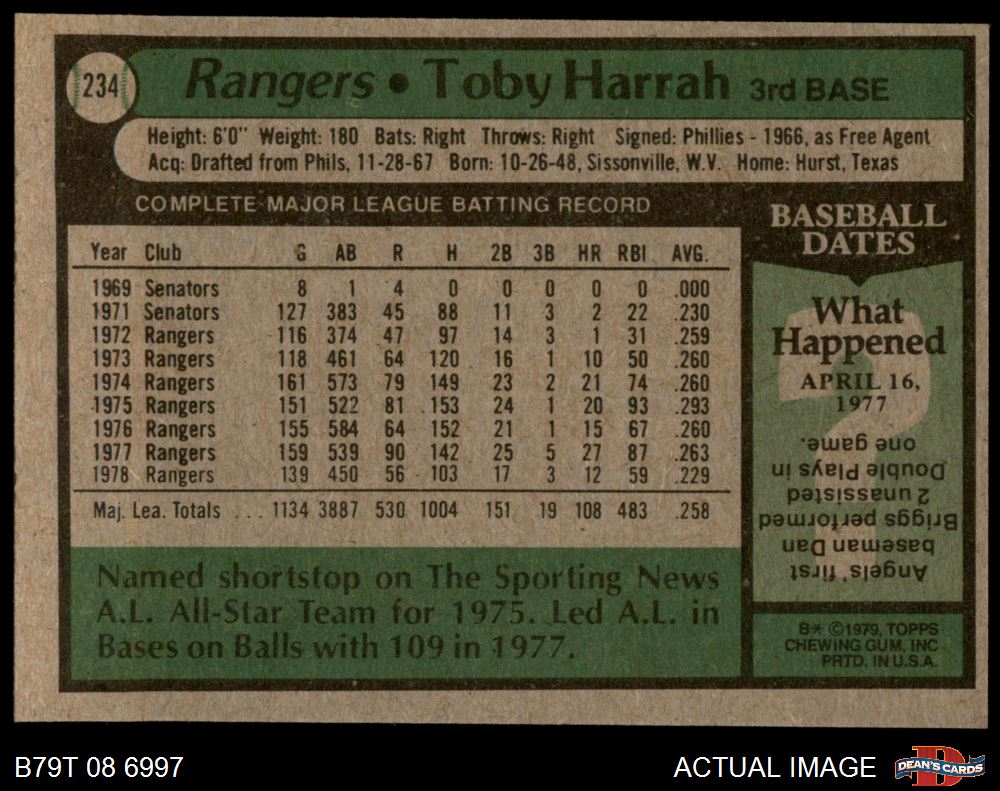 234
Rangers • Toby Harrah 3rd BASE
Height: 6'0" Weight: 180 Bats: Right Throws: Right Signed: Phillies - 1966, as Free Agent
Acq: Drafted from Phils, 11-28-67 Born: 10-26-48, Sissonville, W.V. Home: Hurst, Texas
COMPLETE MAJOR LEAGUE BATTING RECORD
Year Club G AB R H 2B 3B HR RBI AVG.
1969 Senators 8 1 4 0 0 0 0 0 .000
1971 Senators 127 383 45 88 11 3 2 22 .230
1972 Rangers 116 374 47 97 14 3 1 31 .259
1973 Rangers 118 461 64 120 16 1 10 50 .260
1974 Rangers 161 573 79 149 23 2 21 74 .260
1975 Rangers 151 522 81 153 24 1 20 93 .293
1976 Rangers 155 584 64 152 21 1 15 67 .260
1977 Rangers 159 539 90 142 25 5 27 87 .263
1978 Rangers 139 450 56 103 17 3 12 59 .229
Maj. Lea. Totals ... 1134 3887 530 1004 151 19 108 483 .258
Named shortstop on The Sporting News
A.L. All-Star Team for 1975. Led A.L. in
Bases on Balls with 109 in 1977.
BASEBALL
DATES
What
Happened
APRIL 16,
1977
?
Angels' first
baseman Dan
Briggs performed
2 unassisted
Double Plays in
one game.
B* ©1979, TOPPS
CHEWING GUM, INC
PRTD. IN U.S.A.
B79T 08 6997
ACTUAL IMAGE
D
DEAN'S CARDS